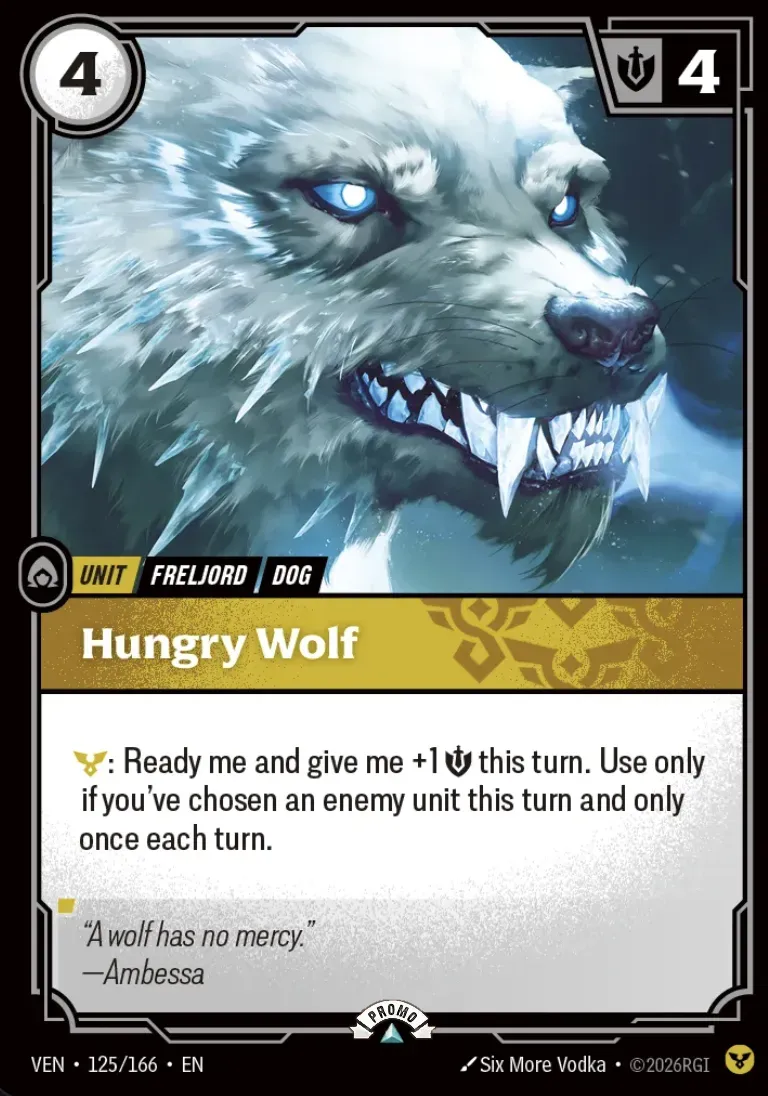 4
4
UNIT FRELJORD DOG
Hungry Wolf
: Ready me and give me +1 this turn. Use only
if you've chosen an enemy unit this turn and only
once each turn.
“A wolf has no mercy.”
—Ambessa
PROMO
VEN • 125/166 • EN
Six More Vodka • ©2026RGI